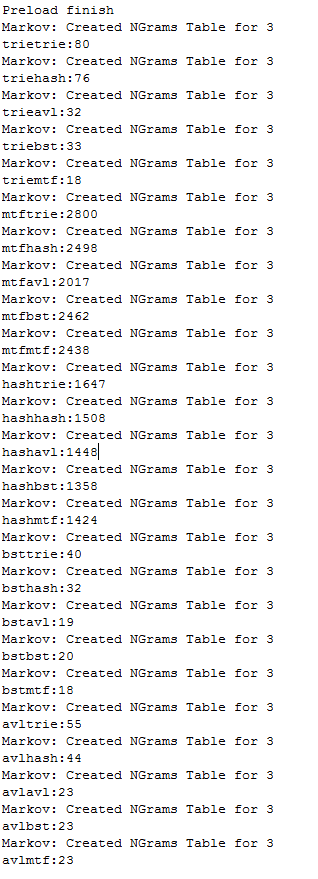 Preload finish
Markov: Created NGrams Table for 3
trietrie:80
Markov: Created NGrams Table for 3
triehash:76
Markov: Created NGrams Table for 3
trieavl:32
Markov: Created NGrams Table for 3
triebst:33
Markov: Created NGrams Table for 3
triemtf:18
Markov: Created NGrams Table for 3
mtftrie:2800
Markov: Created NGrams Table for 3
mtfhash:2498
Markov: Created NGrams Table for 3
mtfavl:2017
Markov: Created NGrams Table for 3
mtfbst:2462
Markov: Created NGrams Table for 3
mtfmtf:2438
Markov: Created NGrams Table for 3
hashtrie:1647
Markov: Created NGrams Table for 3
hashhash:1508
Markov: Created NGrams Table for 3
hashavl:1448
Markov: Created NGrams Table for 3
hashbst:1358
Markov: Created NGrams Table for 3
hashmtf:1424
Markov: Created NGrams Table for 3
bsttrie:40
Markov: Created NGrams Table for 3
bsthash:32
Markov: Created NGrams Table for 3
bstavl:19
Markov: Created NGrams Table for 3
bstbst:20
Markov: Created NGrams Table for 3
bstmtf:18
Markov: Created NGrams Table for 3
avltrie:55
Markov: Created NGrams Table for 3
avlhash:44
Markov: Created NGrams Table for 3
avlavl:23
Markov: Created NGrams Table for 3
avlbst:23
Markov: Created NGrams Table for 3
avlmtf:23